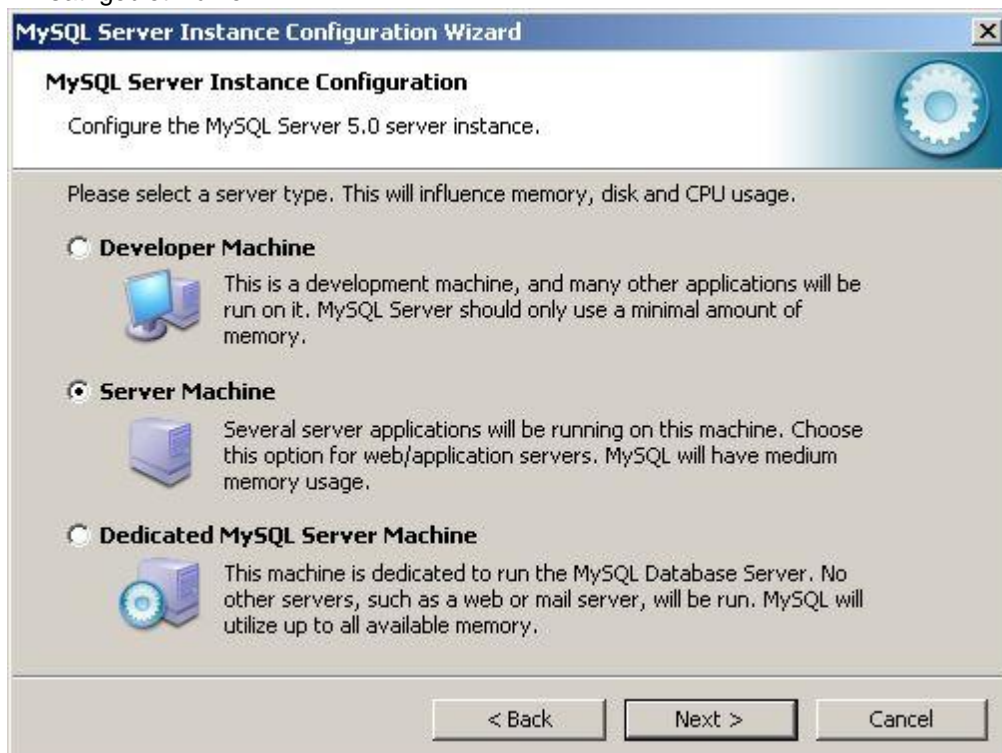 MySQL Server Instance Configuration Wizard
MySQL Server Instance Configuration
Configure the MySQL Server 5.0 server instance.
Please select a server type. This will influence memory, disk and CPU usage.
Developer Machine
This is a development machine, and many other applications will be
run on it. MySQL Server should only use a minimal amount of
memory.
Server Machine
Several server applications will be running on this machine. Choose
this option for web/application servers. MySQL will have medium
memory usage.
Dedicated MySQL Server Machine
This machine is dedicated to run the MySQL Database Server. No
other servers, such as a web or mail server, will be run. MySQL will
utilize up to all available memory.
< Back
Next >
Cancel